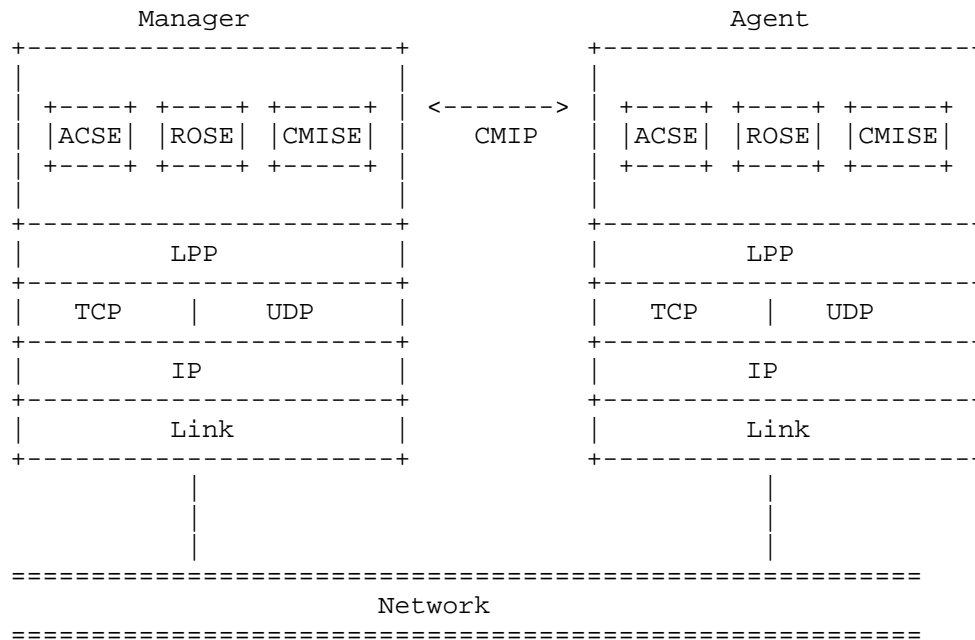 Manager Agent
ACSE ROSE CMISE <-------> ACSE ROSE CMISE
CMIP
LPP LPP
TCP | UDP TCP | UDP
IP IP
Link Link
Network